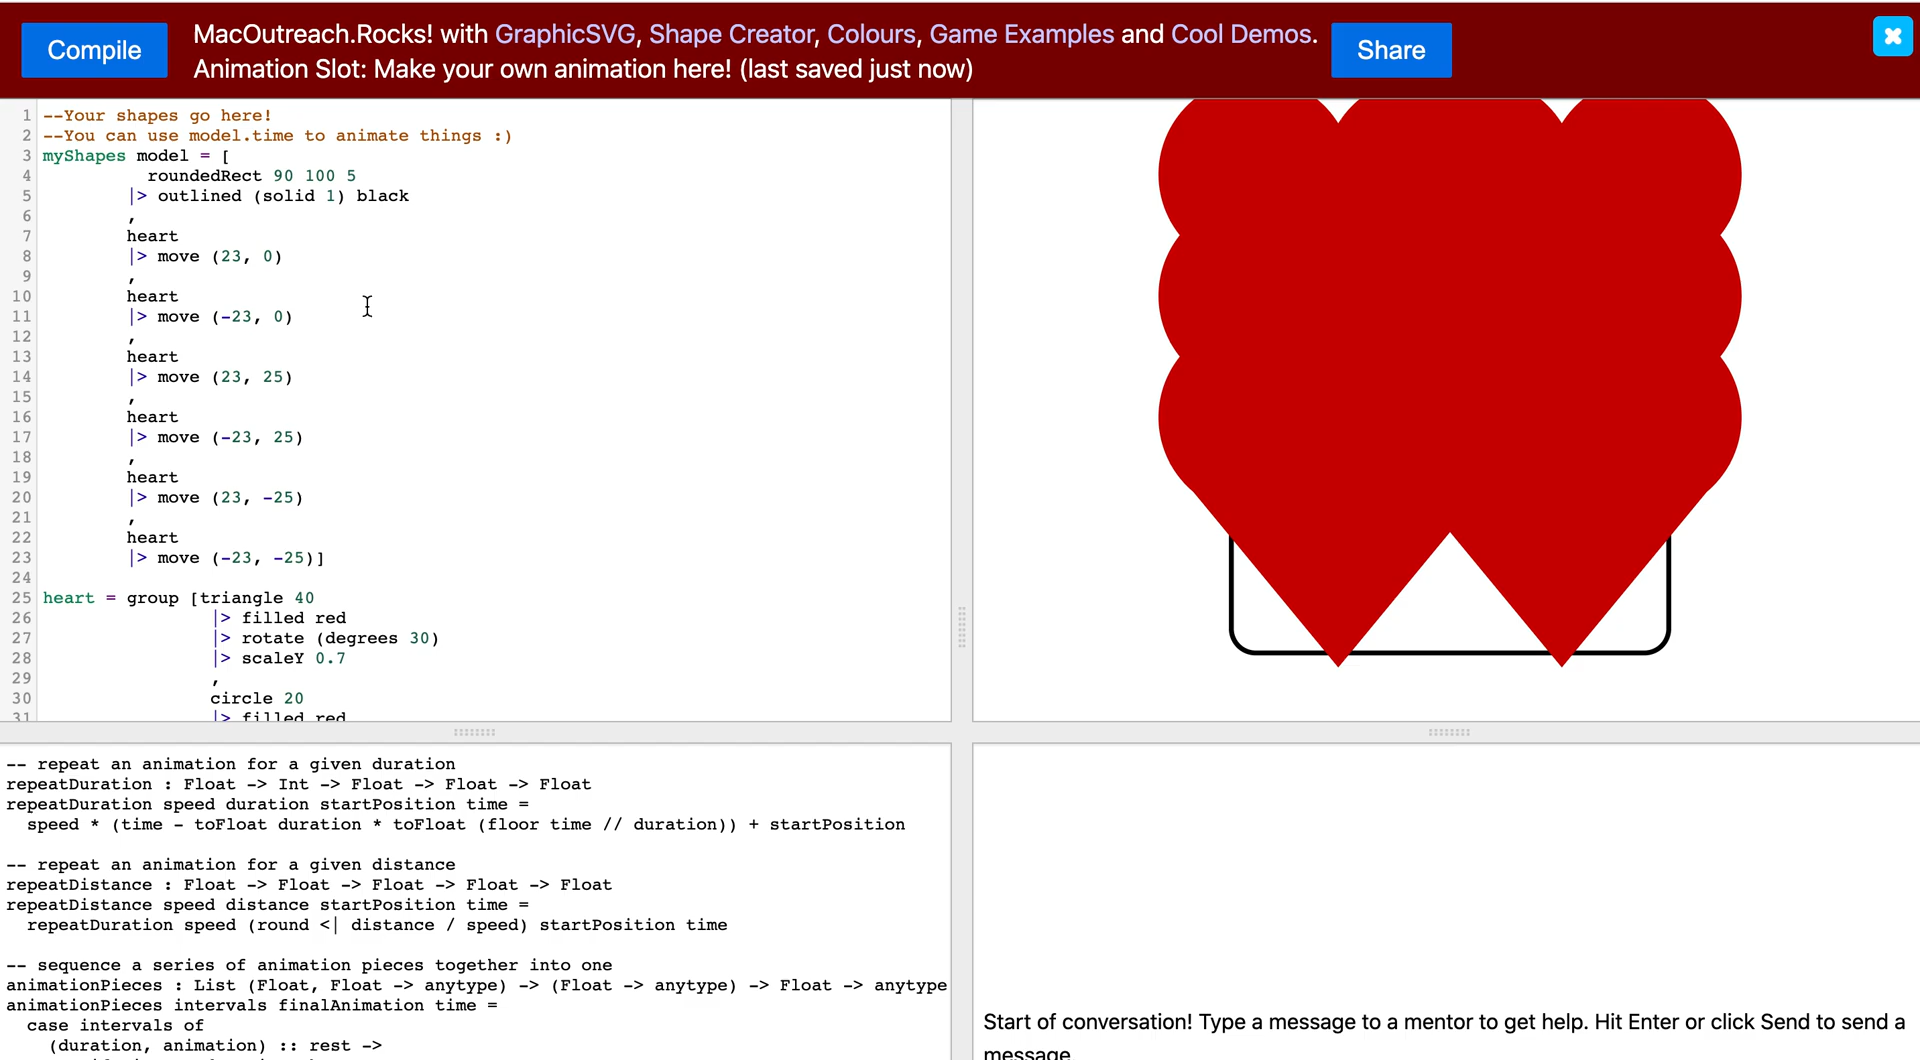 Compile
MacOutreach.Rocks! with GraphicSVG, Shape Creator, Colours, Game Examples and Cool Demos.
Animation Slot: Make your own animation here! (last saved just now)
Share
1 --Your shapes go here!
2 --You can use model.time to animate things :)
3 myShapes model = [
4 roundedRect 90 100 5
5 |> outlined (solid 1) black
6 ,
7 heart
8 |> move (23, 0)
9 ,
10 heart
11 |> move (-23, 0)
12 ,
13 heart
14 |> move (23, 25)
15 ,
16 heart
17 |> move (-23, 25)
18 ,
19 heart
20 |> move (23, -25)
21 ,
22 heart
23 |> move (-23, -25)]
24
25 heart = group [triangle 40
26 |> filled red
27 |> rotate (degrees 30)
28 |> scaleY 0.7
29 ,
30 circle 20
31 |> filled red
-- repeat an animation for a given duration
repeatDuration : Float -> Int -> Float -> Float -> Float
repeatDuration speed duration startPosition time =
speed * (time - toFloat duration * toFloat (floor time // duration)) + startPosition
-- repeat an animation for a given distance
repeatDistance : Float -> Float -> Float -> Float -> Float
repeatDistance speed distance startPosition time =
repeatDuration speed (round <| distance / speed) startPosition time
-- sequence a series of animation pieces together into one
animationPieces : List (Float, Float -> anytype) -> (Float -> anytype) -> Float -> anytype
animationPieces intervals finalAnimation time =
case intervals of
(duration, animation) :: rest ->
Start of conversation! Type a message to a mentor to get help. Hit Enter or click Send to send a
message